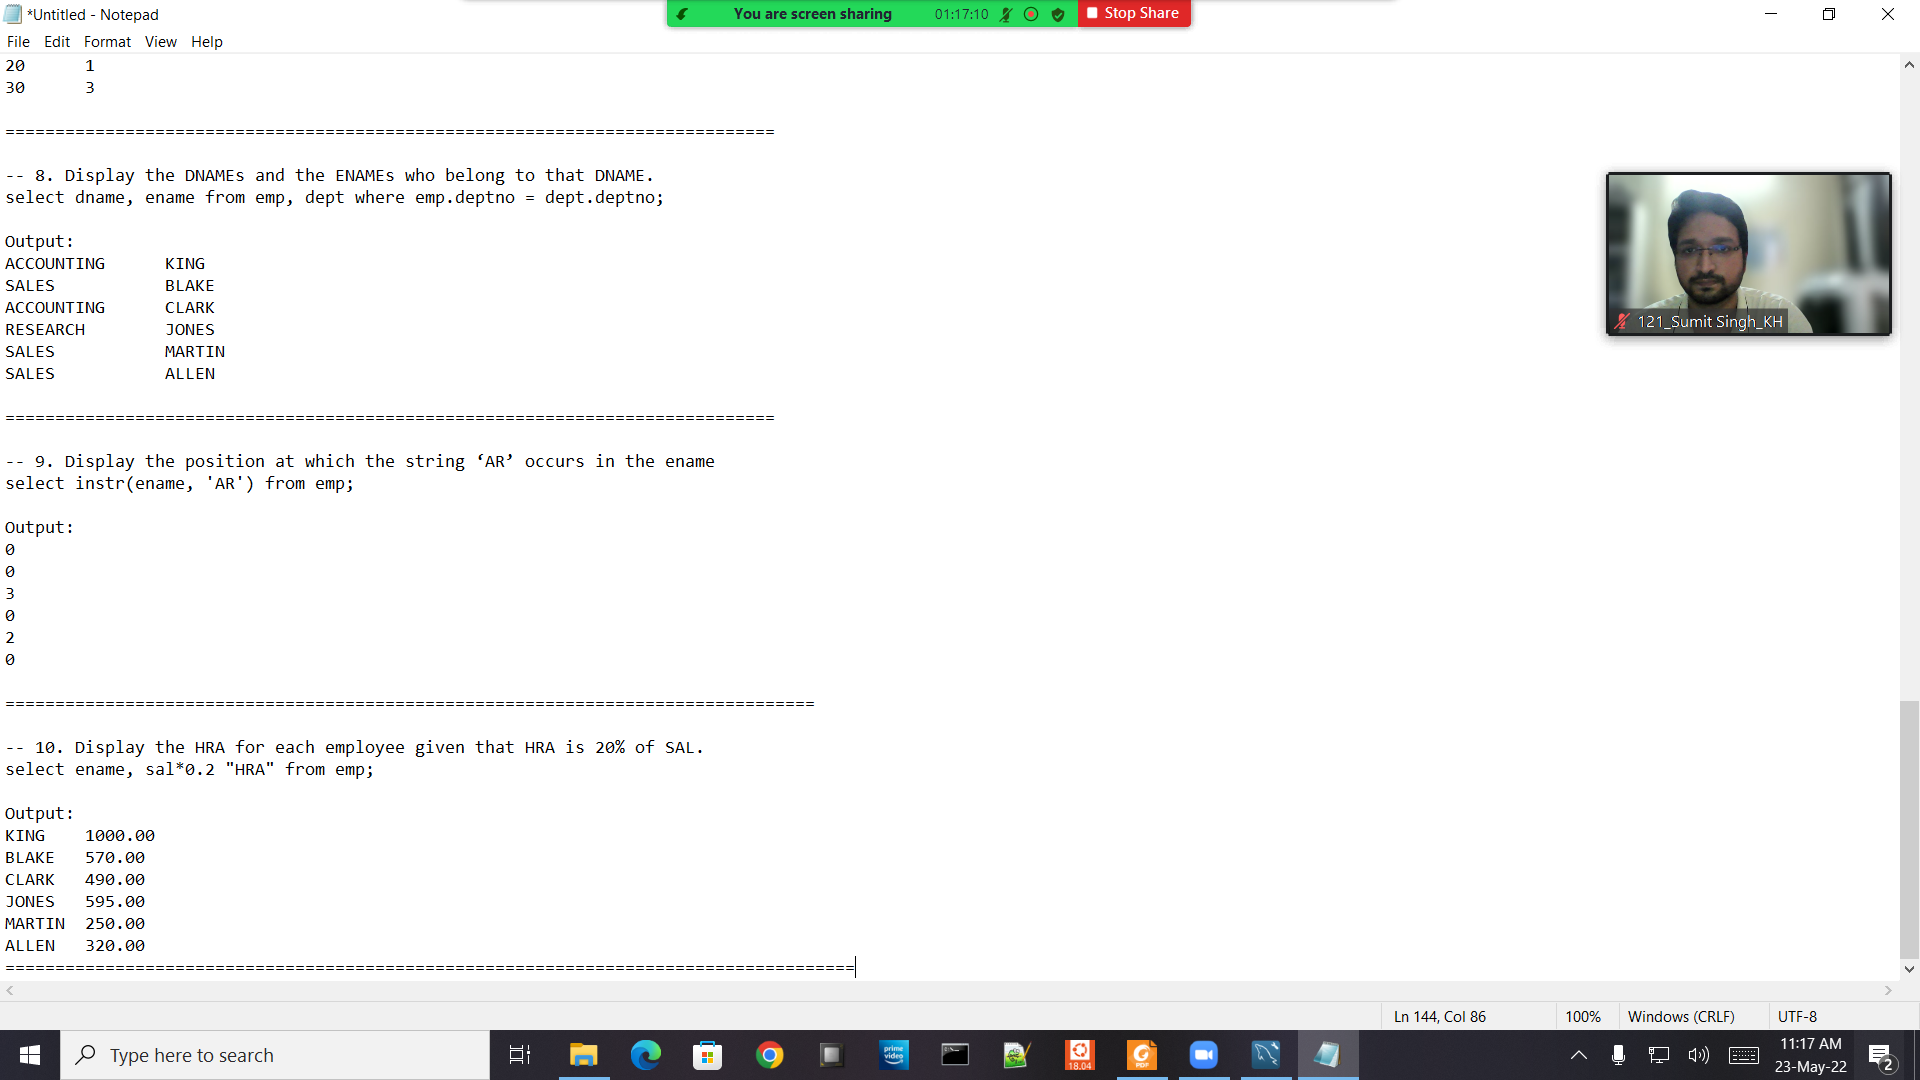 *Untitled - Notepad
You are screen sharing 01:17:10 Stop Share
File Edit Format View Help
20 1
30 3
=============================================================================
-- 8. Display the DNAMEs and the ENAMEs who belong to that DNAME.
select dname, ename from emp, dept where emp.deptno = dept.deptno;
Output:
ACCOUNTING KING
SALES BLAKE
ACCOUNTING CLARK
RESEARCH JONES
SALES MARTIN
SALES ALLEN
121_Sumit Singh_KH
=============================================================================
-- 9. Display the position at which the string ‘AR’ occurs in the ename
select instr(ename, 'AR') from emp;
Output:
0
0
3
0
2
0
=================================================================================
-- 10. Display the HRA for each employee given that HRA is 20% of SAL.
select ename, sal*0.2 "HRA" from emp;
Output:
KING 1000.00
BLAKE 570.00
CLARK 490.00
JONES 595.00
MARTIN 250.00
ALLEN 320.00
=====================================================================================
Ln 144, Col 86 100% Windows (CRLF) UTF-8
Type here to search
prime video
18.04
PDF
11:17 AM
23-May-22
2